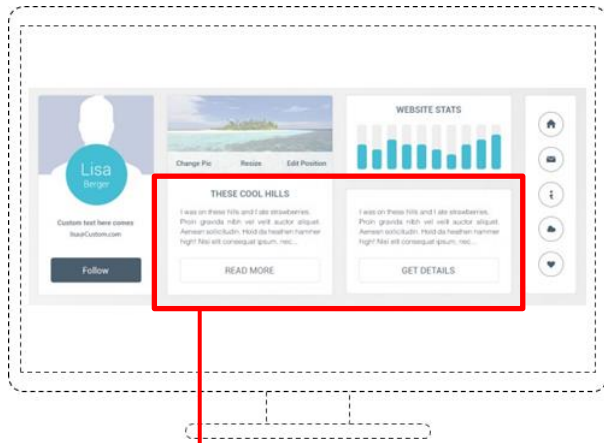 Lisa
Berger
Custom text here comes
lisa@Custom.com
Follow
Change Pic Resize Edit Position
THESE COOL HILLS
I was on these hills and I ate strawberries.
Proin gravida nibh vel velit auctor aliquet.
Aenean sollicitudin. Hold da heathen hammer
high! Nisi elit consequat ipsum, nec...
READ MORE
WEBSITE STATS
I was on these hills and I ate strawberries.
Proin gravida nibh vel velit auctor aliquet.
Aenean sollicitudin. Hold da heathen hammer
high! Nisi elit consequat ipsum, nec...
GET DETAILS